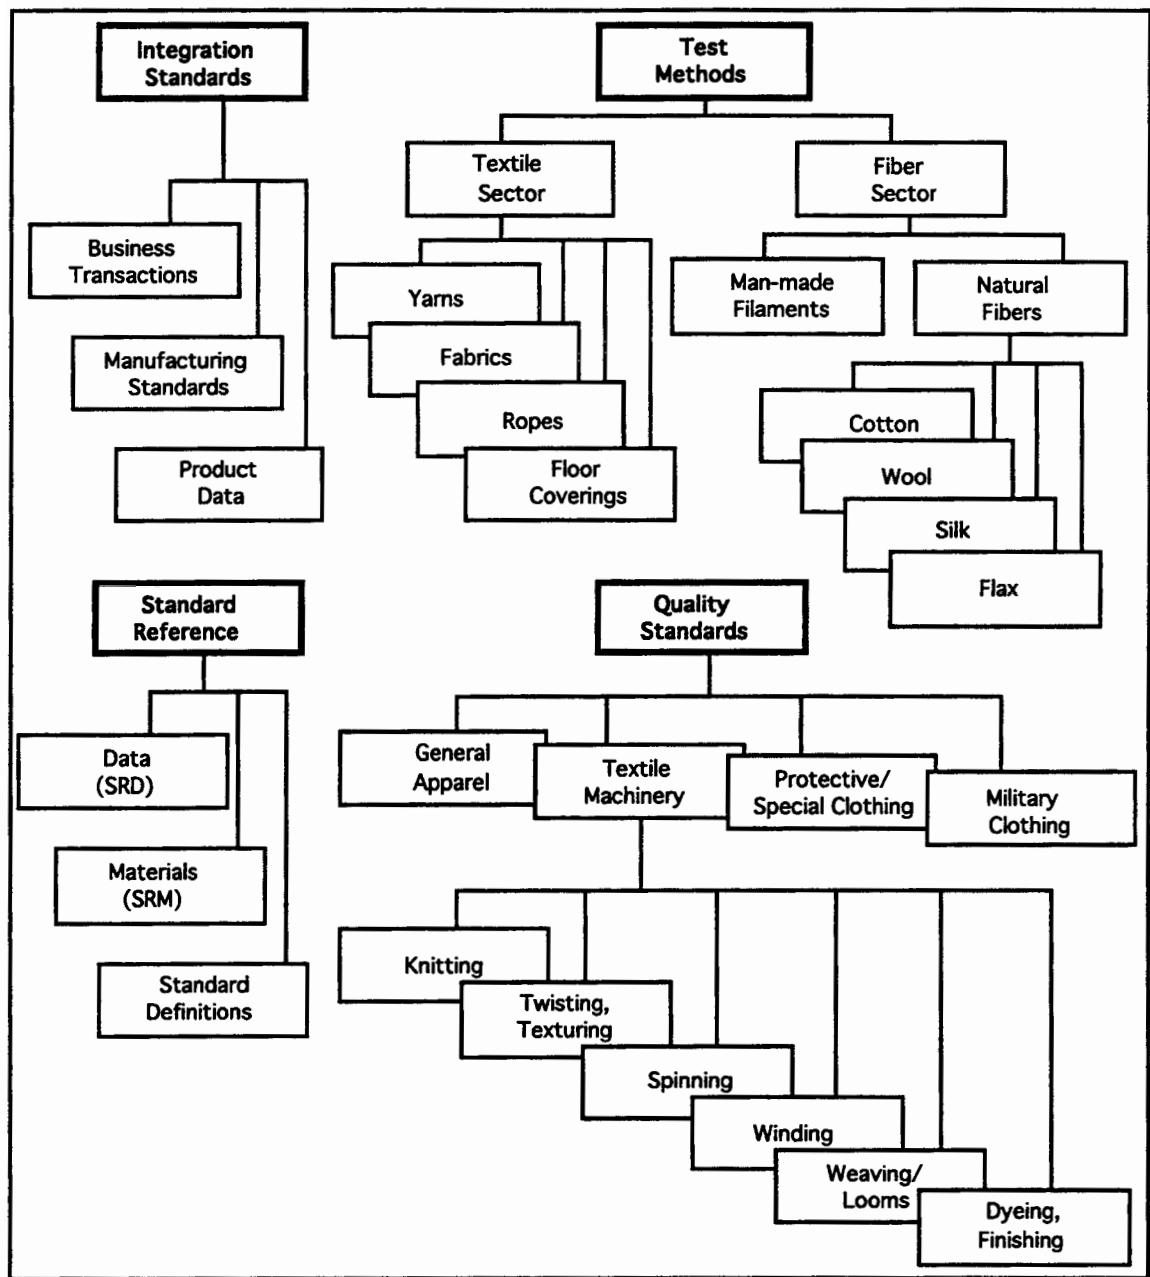 Integration
Standards
Business
Transactions
Manufacturing
Standards
Product
Data
Test
Methods
Textile
Sector
Yarns
Fabrics
Ropes
Floor
Coverings
Fiber
Sector
Man-made
Filaments
Natural
Fibers
Cotton
Wool
Silk
Flax
Standard
Reference
Data
(SRD)
Materials
(SRM)
Standard
Definitions
Quality
Standards
General
Apparel
Textile
Machinery
Protective/
Special Clothing
Military
Clothing
Knitting
Twisting,
Texturing
Spinning
Winding
Weaving/
Looms
Dyeing,
Finishing